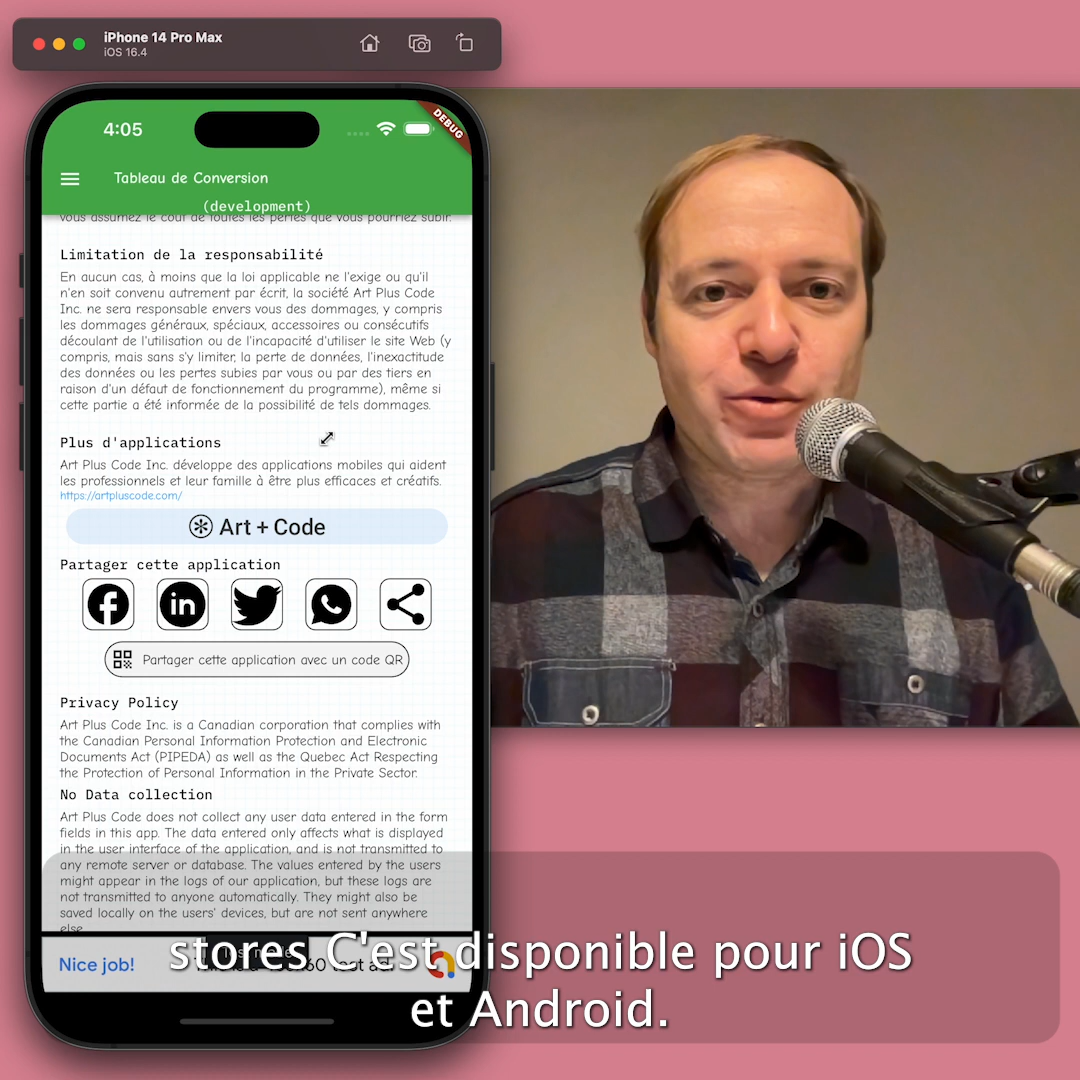 iPhone 14 Pro Max
iOS 16.4
4:05
DEBUG
Tableau de Conversion
(development)
vous assumez le coût de toutes les pertes que vous pourriez subir.
Limitation de la responsabilité
En aucun cas, à moins que la loi applicable ne l'exige ou qu'il
n'en soit convenu autrement par écrit, la société Art Plus Code
Inc. ne sera responsable envers vous des dommages, y compris
les dommages généraux, spéciaux, accessoires ou consécutifs
découlant de l'utilisation ou de l'incapacité d'utiliser le site Web (y
compris, mais sans s'y limiter, la perte de données, l'inexactitude
des données ou les pertes subies par vous ou par des tiers en
raison d'un défaut de fonctionnement du programme), même si
cette partie a été informée de la possibilité de tels dommages.
Plus d'applications
Art Plus Code Inc. développe des applications mobiles qui aident
les professionnels et leur famille à être plus efficaces et créatifs.
https://artpluscode.com/
Art + Code
Partager cette application
in
Partager cette application avec un code QR
Privacy Policy
Art Plus Code Inc. is a Canadian corporation that complies with
the Canadian Personal Information Protection and Electronic
Documents Act (PIPEDA) as well as the Quebec Act Respecting
the Protection of Personal Information in the Private Sector.
No Data collection
Art Plus Code does not collect any user data entered in the form
fields in this app. The data entered only affects what is displayed
in the user interface of the application, and is not transmitted to
any remote server or database. The values entered by the users
might appear in the logs of our application, but these logs are
not transmitted to anyone automatically. They might also be
saved locally on the users' devices, but are not sent anywhere
else.
Nice job!
test ad.
stores C'est disponible pour iOS
et Android.